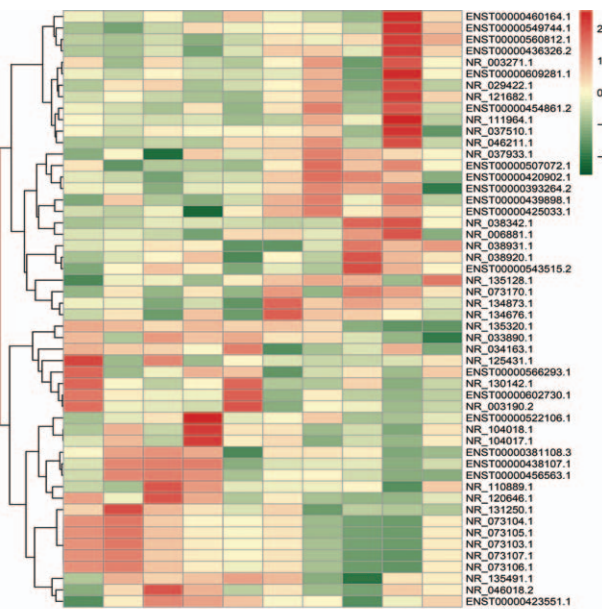 ENST00000460164.1
ENST00000549744.1
ENST00000560812.1
ENST00000436326.2
NR_003271.1
ENST00000609281.1
NR_029422.1
NR_121682.1
ENST00000454861.2
NR_111964.1
NR_037510.1
NR_046211.1
NR_037933.1
ENST00000507072.1
ENST00000420902.1
ENST00000393264.2
ENST00000439898.1
ENST00000425033.1
NR_038342.1
NR_006881.1
NR_038931.1
NR_038920.1
ENST00000543515.2
NR_135128.1
NR_073170.1
NR_134873.1
NR_134676.1
NR_135320.1
NR_033890.1
NR_034163.1
NR_125431.1
ENST00000566293.1
NR_130142.1
ENST00000602730.1
NR_003190.2
ENST00000522106.1
NR_104018.1
NR_104017.1
ENST00000381108.3
ENST00000438107.1
ENST00000456563.1
NR_110889.1
NR_120646.1
NR_131250.1
NR_073104.1
NR_073105.1
NR_073103.1
NR_073107.1
NR_073106.1
NR_135491.1
NR_046018.2
ENST00000423551.1
2
1
0